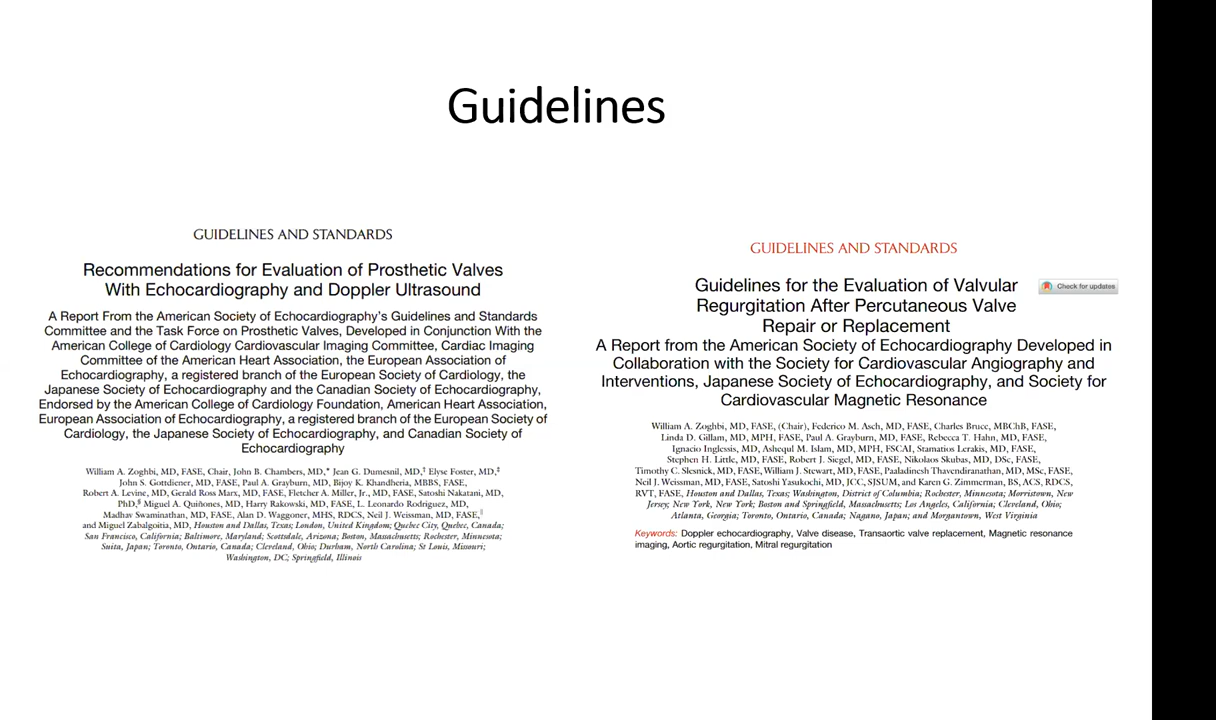 Guidelines
GUIDELINES AND STANDARDS
Recommendations for Evaluation of Prosthetic Valves
With Echocardiography and Doppler Ultrasound
A Report From the American Society of Echocardiography's Guidelines and Standards
Committee and the Task Force on Prosthetic Valves, Developed in Conjunction With the
American College of Cardiology Cardiovascular Imaging Committee, Cardiac Imaging
Committee of the American Heart Association, the European Association of
Echocardiography, a registered branch of the European Society of Cardiology, the
Japanese Society of Echocardiography and the Canadian Society of Echocardiography,
Endorsed by the American College of Cardiology Foundation, American Heart Association,
European Association of Echocardiography, a registered branch of the European Society of
Cardiology, the Japanese Society of Echocardiography, and Canadian Society of
Echocardiography
William A. Zoghbi, MD, FASE, Chair, John B. Chambers, MD,* Jean G. Dumesnil, MD,† Elyse Foster, MD,‡
John S. Gottdiener, MD, FASE, Paul A. Grayburn, MD, Bijoy K. Khandheria, MBBS, FASE,
Robert A. Levine, MD, Gerald Ross Marx, MD, FASE, Fletcher A. Miller, Jr., MD, FASE, Satoshi Nakatani, MD,
PhD,§ Miguel A. Quiñones, MD, Harry Rakowski, MD, FASE, L. Leonardo Rodriguez, MD,
Madhav Swaminathan, MD, FASE, Alan D. Waggoner, MHS, RDCS, Neil J. Weissman, MD, FASE,||
and Miguel Zabalgoitia, MD, Houston and Dallas, Texas; London, United Kingdom; Quebec City, Quebec, Canada;
San Francisco, California; Baltimore, Maryland; Scottsdale, Arizona; Boston, Massachusetts; Rochester, Minnesota;
Suita, Japan; Toronto, Ontario, Canada; Cleveland, Ohio; Durham, North Carolina; St Louis, Missouri;
Washington, DC; Springfield, Illinois
GUIDELINES AND STANDARDS
Guidelines for the Evaluation of Valvular
Regurgitation After Percutaneous Valve
Repair or Replacement
Check for updates
A Report from the American Society of Echocardiography Developed in
Collaboration with the Society for Cardiovascular Angiography and
Interventions, Japanese Society of Echocardiography, and Society for
Cardiovascular Magnetic Resonance
William A. Zoghbi, MD, FASE, (Chair), Federico M. Asch, MD, FASE, Charles Bruce, MBChB, FASE,
Linda D. Gillam, MD, MPH, FASE, Paul A. Grayburn, MD, FASE, Rebecca T. Hahn, MD, FASE,
Ignacio Inglessis, MD, Ashequl M. Islam, MD, MPH, FSCAI, Stamatios Lerakis, MD, FASE,
Stephen H. Little, MD, FASE, Robert J. Siegel, MD, FASE, Nikolaos Skubas, MD, DSc, FASE,
Timothy C. Slesnick, MD, FASE, William J. Stewart, MD, FASE, Paaladinesh Thavendiranathan, MD, MSc, FASE,
Neil J. Weissman, MD, FASE, Satoshi Yasukochi, MD, JCC, SJSUM, and Karen G. Zimmerman, BS, ACS, RDCS,
RVT, FASE, Houston and Dallas, Texas; Washington, District of Columbia; Rochester, Minnesota; Morristown, New
Jersey; New York, New York; Boston and Springfield, Massachusetts; Los Angeles, California; Cleveland, Ohio;
Atlanta, Georgia; Toronto, Ontario, Canada; Nagano, Japan; and Morgantown, West Virginia
Keywords: Doppler echocardiography, Valve disease, Transaortic valve replacement, Magnetic resonance
imaging, Aortic regurgitation, Mitral regurgitation